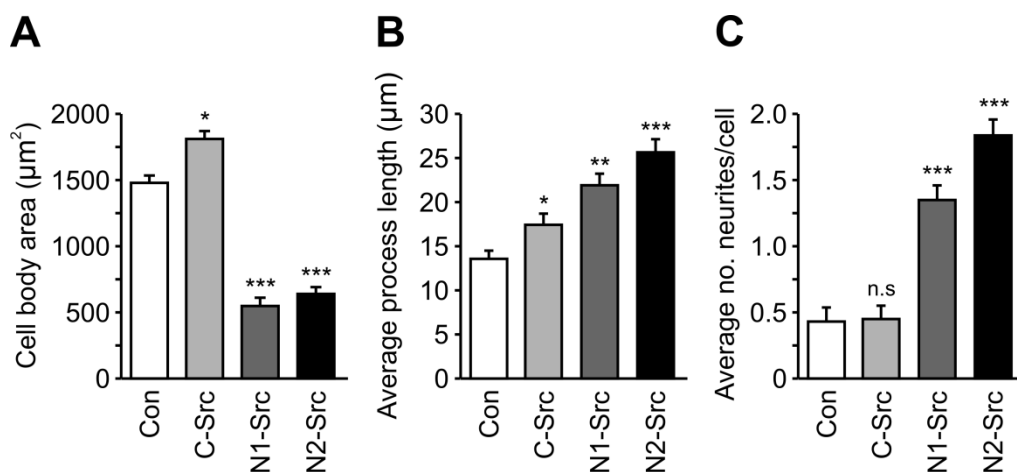 A
Cell body area (µm²)
2000
1500
1000
500
0
*
***
***
Con
C-Src
N1-Src
N2-Src
B
Average process length (µm)
30
25
20
15
10
5
0
*
**
***
Con
C-Src
N1-Src
N2-Src
C
Average no. neurites/cell
2.0
1.5
1.0
0.5
0
n.s
***
***
Con
C-Src
N1-Src
N2-Src